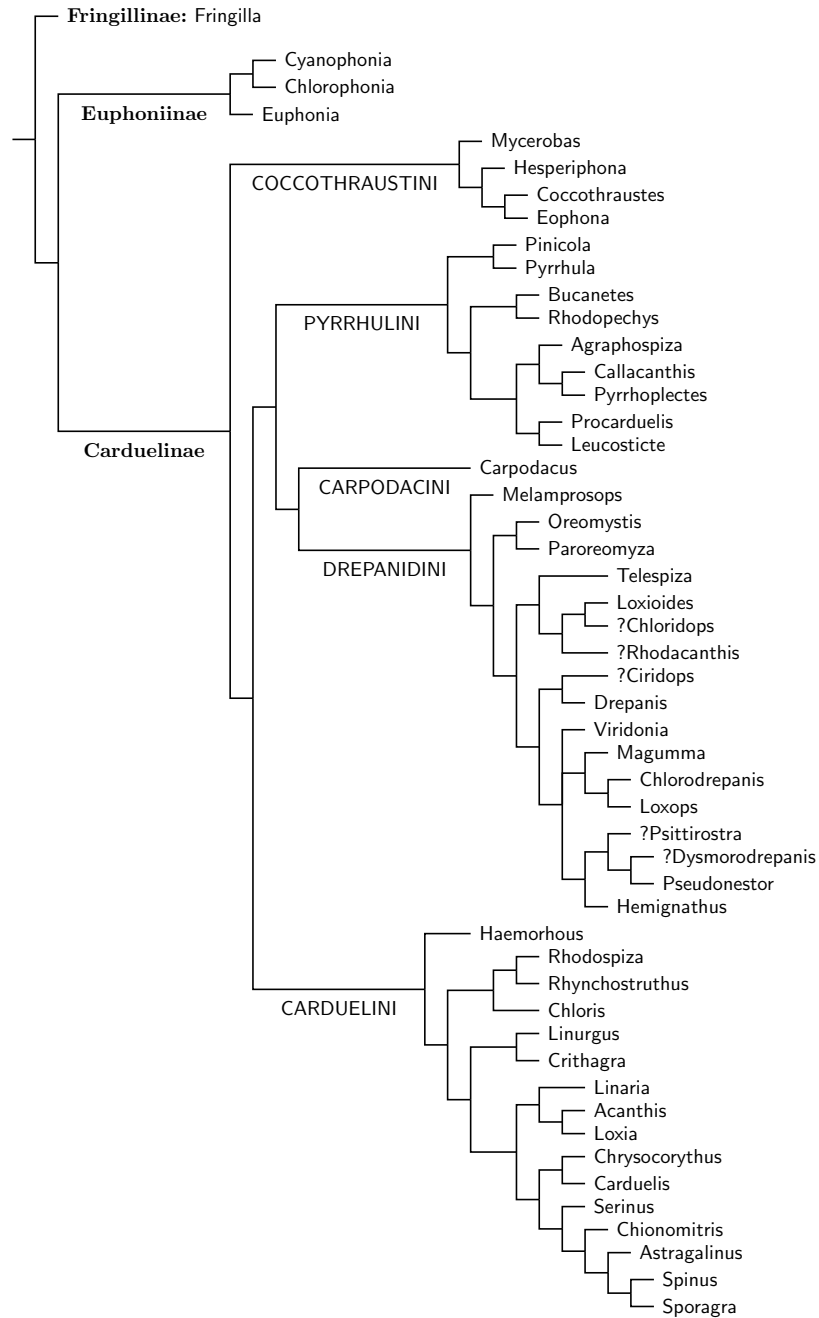 Fringillinae: Fringilla
Cyanophonia
Chlorophonia
Euphoniinae
Euphonia
Mycerobas
Hesperiphona
COCCOTHRAUSTINI
Coccothraustes
Eophona
Pinicola
Pyrrhula
Bucanetes
Rhodopechys
PYRRHULINI
Agraphospiza
Callacanthis
Pyrrhoplectes
Procarduelis
Leucosticte
Carduelinae
Carpodacus
CARPODACINI
Melamprosops
Oreomystis
Paroreomyza
DREPANIDINI
Telespiza
Loxioides
?Chloridops
?Rhodacanthis
?Ciridops
Drepanis
Viridonia
Magumma
Chlorodrepanis
Loxops
?Psittirostra
?Dysmorodrepanis
Pseudonestor
Hemignathus
Haemorhous
Rhodospiza
Rhynchostruthus
CARDUELINI
Chloris
Linurgus
Crithagra
Linaria
Acanthis
Loxia
Chrysocorythus
Carduelis
Serinus
Chionomitris
Astragalinus
Spinus
Sporagra